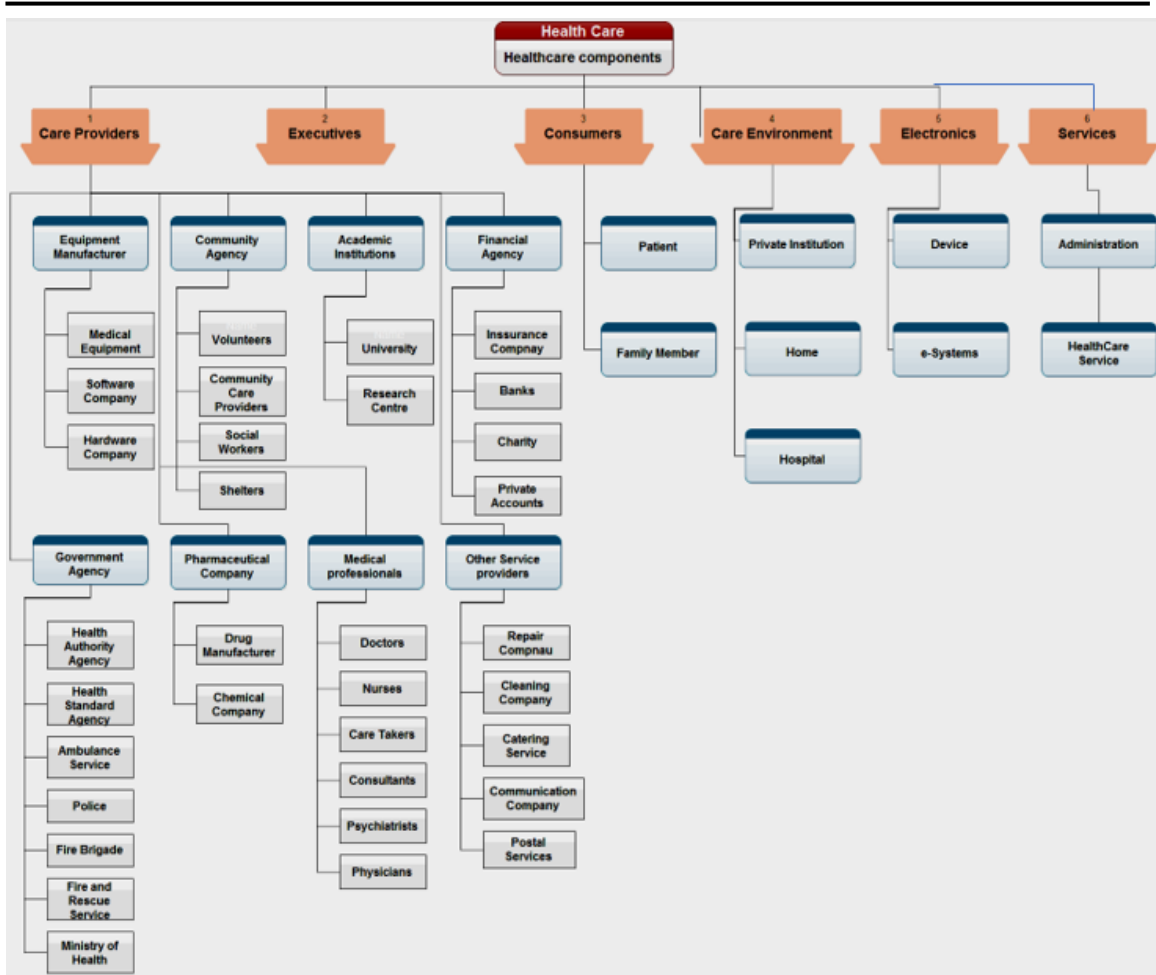 Health Care
Healthcare components
1
Care Providers
2
Executives
3
Consumers
4
Care Environment
5
Electronics
6
Services
Equipment
Manufacturer
Community
Agency
Academic
Institutions
Financial
Agency
Patient
Private Institution
Device
Administration
Medical
Equipment
Software
Company
Hardware
Company
Volunteers
Community
Care
Providers
Social
Workers
Shelters
University
Research
Centre
Inssurance
Compnay
Banks
Charity
Private
Accounts
Family Member
Home
Hospital
e-Systems
HealthCare
Service
Government
Agency
Pharmaceutical
Company
Medical
professionals
Other Service
providers
Health
Authority
Agency
Health
Standard
Agency
Ambulance
Service
Police
Fire Brigade
Fire and
Rescue
Service
Ministry of
Health
Drug
Manufacturer
Chemical
Company
Doctors
Nurses
Care Takers
Consultants
Psychiatrists
Physicians
Repair
Compnau
Cleaning
Company
Catering
Service
Communication
Company
Postal
Services